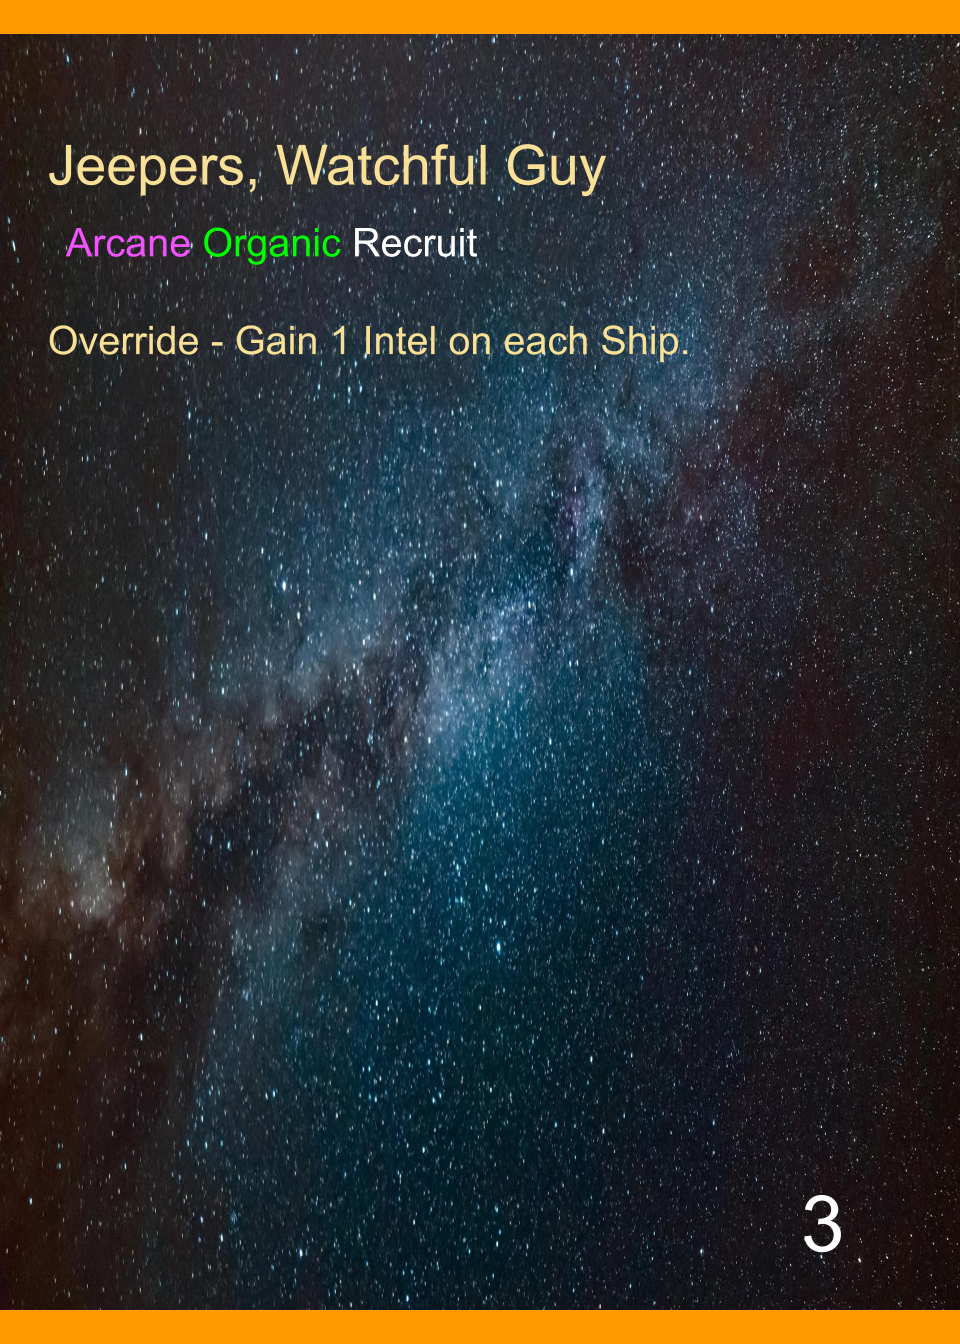 Jeepers, Watchful Guy
Arcane Organic Recruit
Override - Gain 1 Intel on each Ship.
3